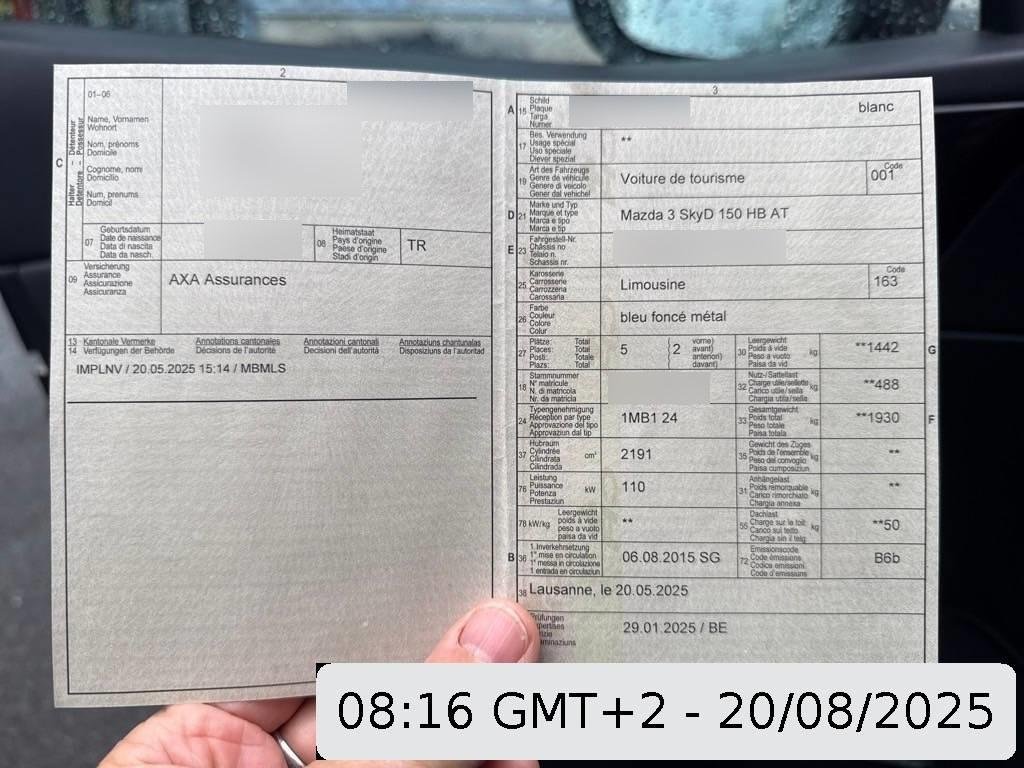 2
01-06
Name, Vornamen
Wohnort
Nom, prénoms
Domicile
Cognome, nomi
Domicilio
Num, prenums
Domicil
C
Halter - Détenteur
Detentore - Possessur
07
Geburtsdatum
Date de naissance
Data di nascita
Data da nasch.
08
Heimatstaat
Pays d'origine
Paese d'origine
Stadi d'origin
TR
09
Versicherung
Assurance
Assicurazione
Assicuranza
AXA Assurances
13 Kantonale Vermerke Annotations cantonales Annotazioni cantonali Annotaziuns chantunalas
14 Verfügungen der Behörde Décisions de l'autorité Decisioni dell'autorità Disposiziuns da l'autoritad
IMPLNV / 20.05.2025 15:14 / MBMLS
3
A 15
Schild
Plaque
Targa
Numer
blanc
17
Bes. Verwendung
Usage spécial
Uso speciale
Diever spezial
**
19
Art des Fahrzeugs
Genre de véhicule
Genere di veicolo
Gener dal vehichel
Voiture de tourisme
Code
001
D 21
Marke und Typ
Marque et type
Marca e tipo
Marca e tip
Mazda 3 SkyD 150 HB AT
E 23
Fahrgestell-Nr.
Châssis no
Telaio n.
Schassis nr.
25
Karosserie
Carrosserie
Carrozzeria
Carossaria
Limousine
Code
163
26
Farbe
Couleur
Colore
Colur
bleu foncé métal
27
Plätze: Total
Places: Total
Posti: Totale
Plazs: Total
5
2
vorne)
avant)
anteriori)
davant)
30
Leergewicht
Poids à vide
Peso a vuoto
Paisa da vid
kg
**1442
G
18
Stammnummer
N° matricule
N. di matricola
Nr. da matricla
32
Nutz-/Sattellast
Charge utile/sellette
Carico utile/sella
Chargia utila/sella
kg
**488
24
Typengenehmigung
Réception par type
Approvazione del tipo
Approvaziun dal tip
1MB1 24
33
Gesamtgewicht
Poids total
Peso totale
Paisa totala
kg
**1930
F
37
Hubraum
Cylindrée
Cilindrata
Cilindrada
cm³
2191
35
Gewicht des Zuges
Poids de l'ensemble
Peso del convoglio
Paisa cumposiziun
kg
**
76
Leistung
Puissance
Potenza
Prestaziun
kW
110
31
Anhängelast
Poids remorquable
Carico rimorchiato
Chargia annexa
kg
**
78 kW/kg
Leergewicht
poids à vide
peso a vuoto
paisa da vid
**
55
Dachlast
Charge sur le toit
Carico sul tetto
Chargia sin il tetg
kg
**50
B 36
1. Inverkehrsetzung
1re mise en circulation
1a messa in circolazione
1. entrada en circulaziun
06.08.2015 SG
72
Emissionscode
Code émissions
Codice emissioni
Code d'emissiuns
B6b
38
Lausanne, le 20.05.2025
Prüfungen
29.01.2025 / BE
08:16 GMT+2 - 20/08/2025